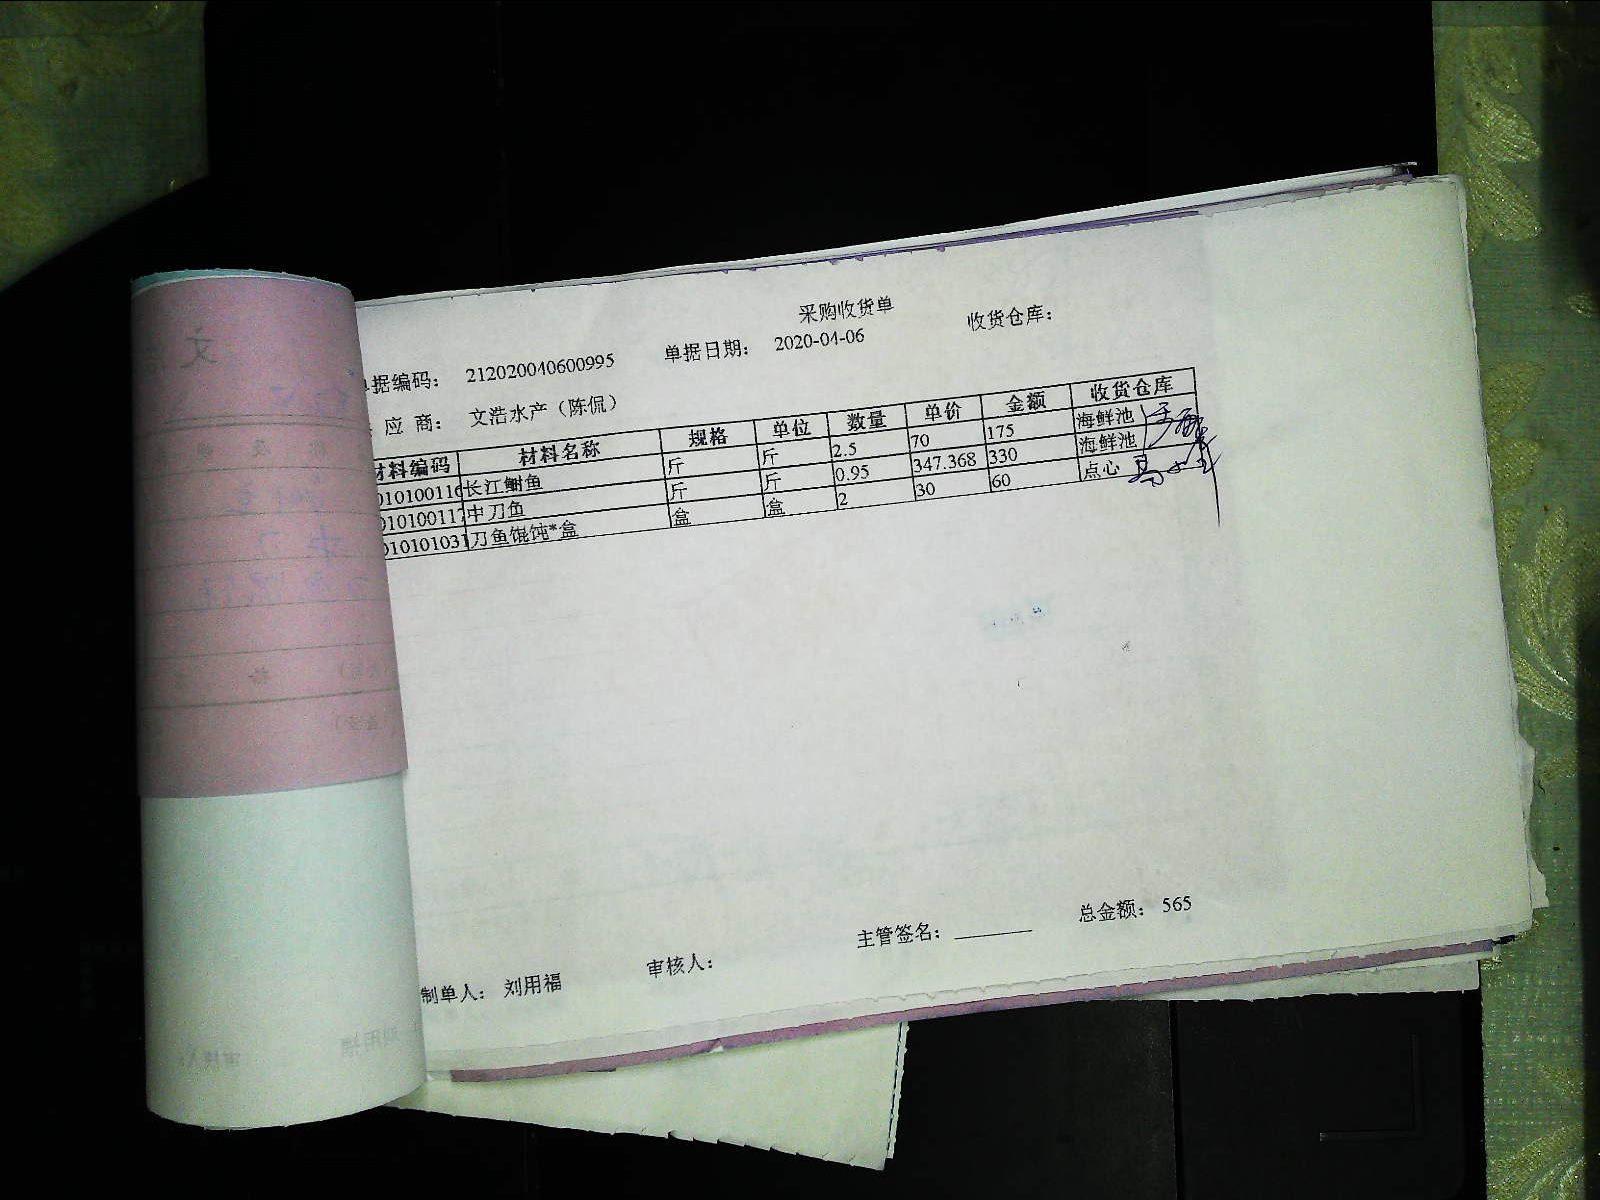 采购收货单
据编码： 212020040600995 单据日期： 2020-04-06 收货仓库：
应 商： 文浩水产（陈侃）
材料编码 材料名称 规格 单位 数量 单价 金额 收货仓库
010100116 长江鮰鱼 斤 斤 2.5 70 175 海鲜池
010100117 中刀鱼 斤 斤 0.95 347.368 330 海鲜池
010101031 刀鱼馄饨*盒 盒 盒 2 30 60 点心
制单人： 刘用福 审核人： 主管签名： 总金额： 565